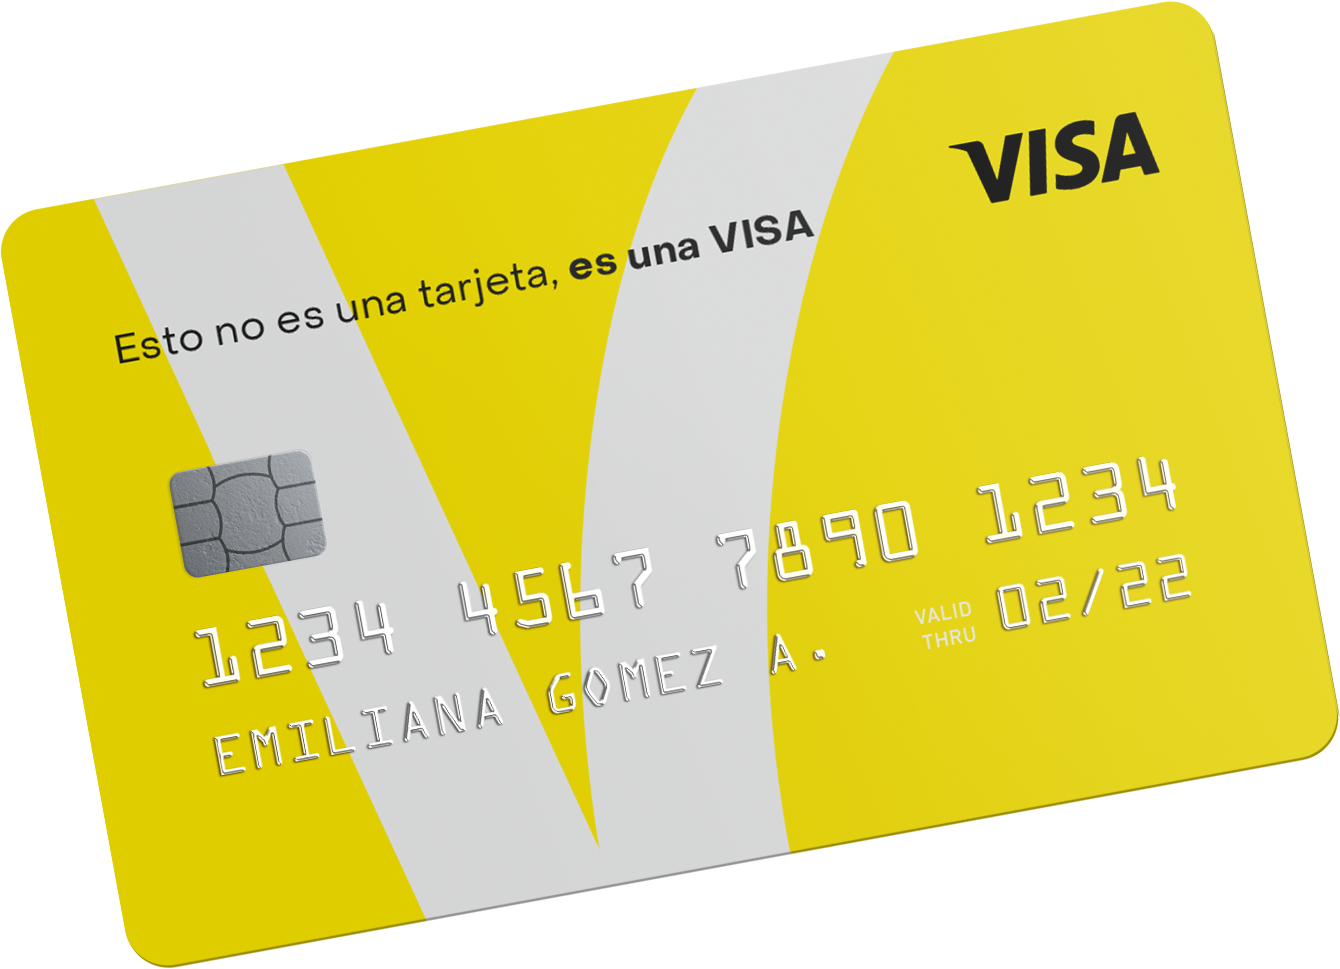 VISA
Esto no es una tarjeta, es una VISA
1234 4567 7890 1234
VALID THRU 02/22
EMILIANA GOMEZ A.